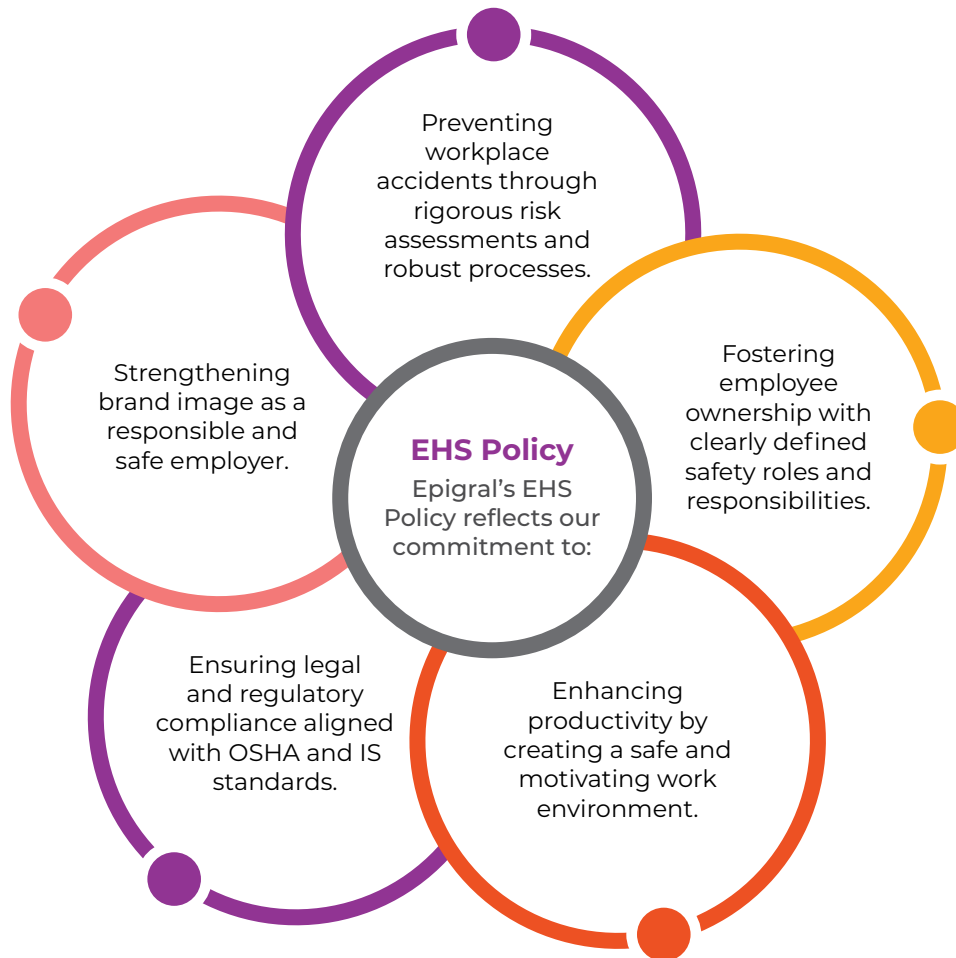 Preventing
workplace
accidents through
rigorous risk
assessments and
robust processes.
Fostering
employee
ownership with
clearly defined
safety roles and
responsibilities.
Strengthening
brand image as a
responsible and
safe employer.
EHS Policy
Epigral’s EHS
Policy reflects our
commitment to:
Ensuring legal
and regulatory
compliance aligned
with OSHA and IS
standards.
Enhancing
productivity by
creating a safe and
motivating work
environment.